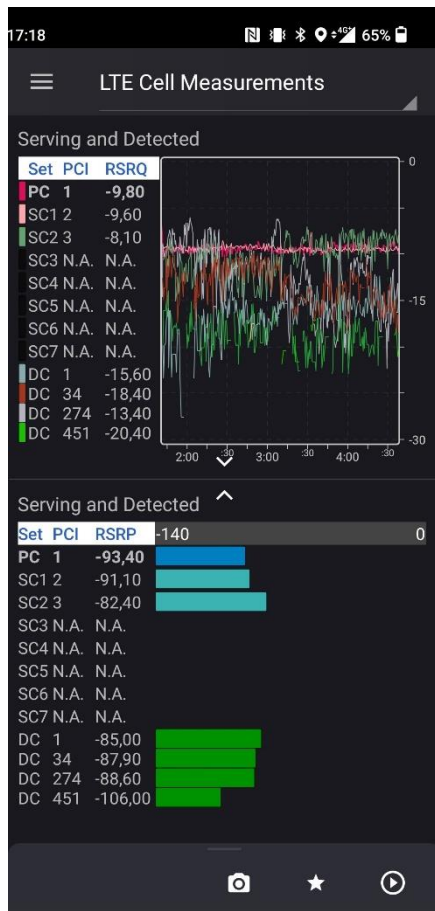 17:18 4G+ 65%
LTE Cell Measurements
Serving and Detected
Set PCI RSRQ
PC 1 -9,80
SC1 2 -9,60
SC2 3 -8,10
SC3 N.A. N.A.
SC4 N.A. N.A.
SC5 N.A. N.A.
SC6 N.A. N.A.
SC7 N.A. N.A.
DC 1 -15,60
DC 34 -18,40
DC 274 -13,40
DC 451 -20,40
0
-15
-30
2:00 :30 3:00 :30 4:00 :30
Serving and Detected
Set PCI RSRP -140 0
PC 1 -93,40
SC1 2 -91,10
SC2 3 -82,40
SC3 N.A. N.A.
SC4 N.A. N.A.
SC5 N.A. N.A.
SC6 N.A. N.A.
SC7 N.A. N.A.
DC 1 -85,00
DC 34 -87,90
DC 274 -88,60
DC 451 -106,00